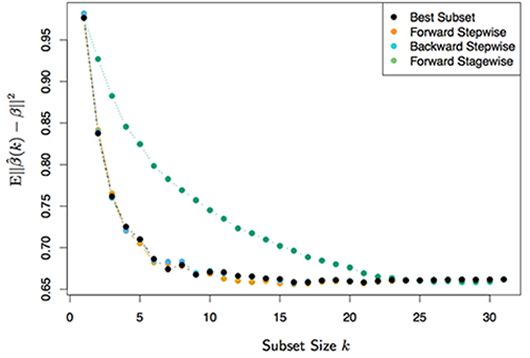 Best Subset
Forward Stepwise
Backward Stepwise
Forward Stagewise
E||β̂(k) − β||²
0.95
0.90
0.85
0.80
0.75
0.70
0.65
0 5 10 15 20 25 30
Subset Size k